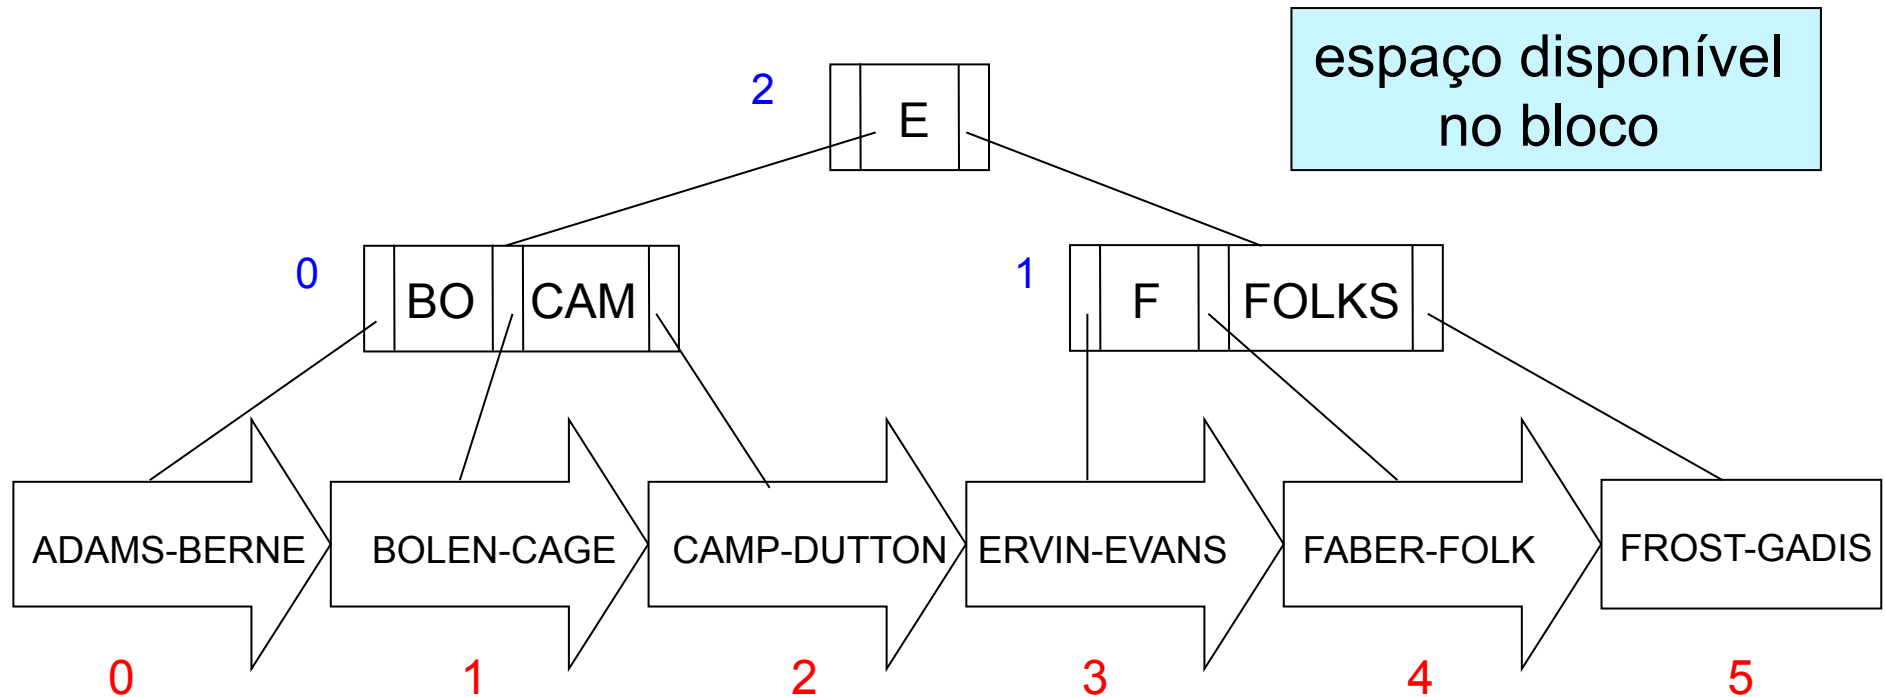 espaço disponível
no bloco
2
E
0
BO CAM
1
F FOLKS
ADAMS-BERNE
BOLEN-CAGE
CAMP-DUTTON
ERVIN-EVANS
FABER-FOLK
FROST-GADIS
0
1
2
3
4
5